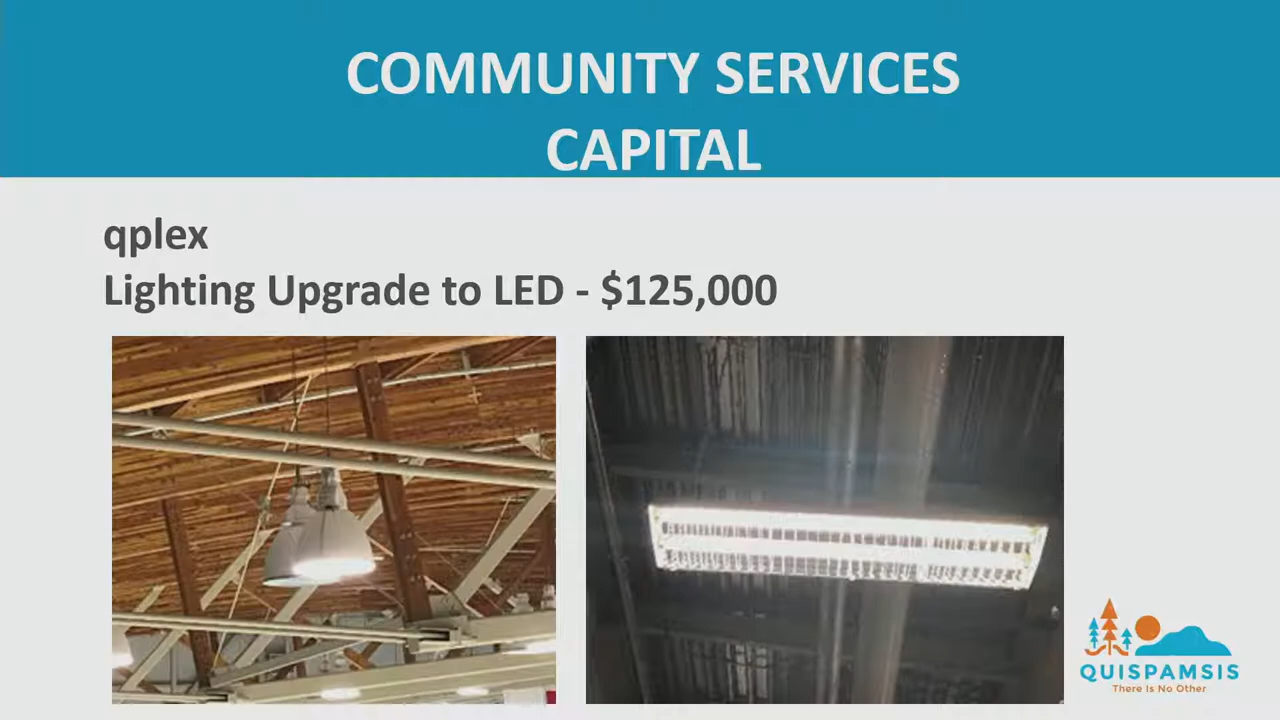 COMMUNITY SERVICES
CAPITAL
qplex
Lighting Upgrade to LED - $125,000
QUISPAMSIS
There Is No Other